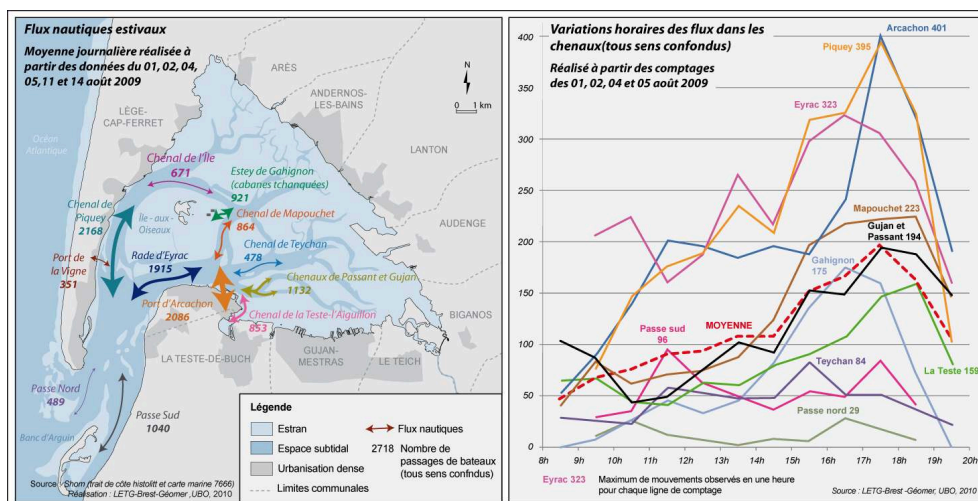 Flux nautiques estivaux
Moyenne journalière réalisée à
partir des données du 01, 02, 04,
05,11 et 14 août 2009
N
0 1 km
ARÈS
ANDERNOS-
LES-BAINS
LÈGE-
CAP-FERRET
LANTON
AUDENGE
BIGANOS
LE TEICH
GUJAN-
MESTRAS
LA TESTE-DE-BUCH
Océan
Atlantique
Chenal de l'Île
671
Estey de Gahignon
(cabanes tchanquées)
921
Chenal de
Piquey
2168
Île-aux-
Oiseaux
Chenal de Mapouchet
864
Port de
la Vigne
351
Rade d'Eyrac
1915
Chenal de Teychan
478
Chenaux de Passant et Gujan
1132
Port d'Arcachon
2086
Chenal de la Teste-l'Aiguillon
853
Passe Nord
489
Passe Sud
1040
Banc d'Arguin
Légende
Estran
Espace subtidal
Urbanisation dense
Limites communales
Flux nautiques
2718 Nombre de
passages de bateaux
(tous sens confndus)
Source : Shom (trait de côte histolit et carte marine 7666)
Réalisation : LETG-Brest-Géomer, UBO, 2010
Variations horaires des flux dans les
chenaux(tous sens confondus)
Réalisé à partir des comptages
des 01, 02, 04 et 05 août 2009
Arcachon 401
Piquey 395
Eyrac 323
Mapouchet 223
Gujan et
Passant 194
Gahignon
175
MOYENNE
Passe sud
96
La Teste 159
Teychan 84
Passe nord 29
400
350
300
250
200
150
100
50
0
8h 9h 10h 11h 12h 13h 14h 15h 16h 17h 18h 19h 20h
Eyrac 323 Maximum de mouvements observés en une heure
pour chaque ligne de comptage
Source : LETG-Brest -Géomer, UBO, 2010